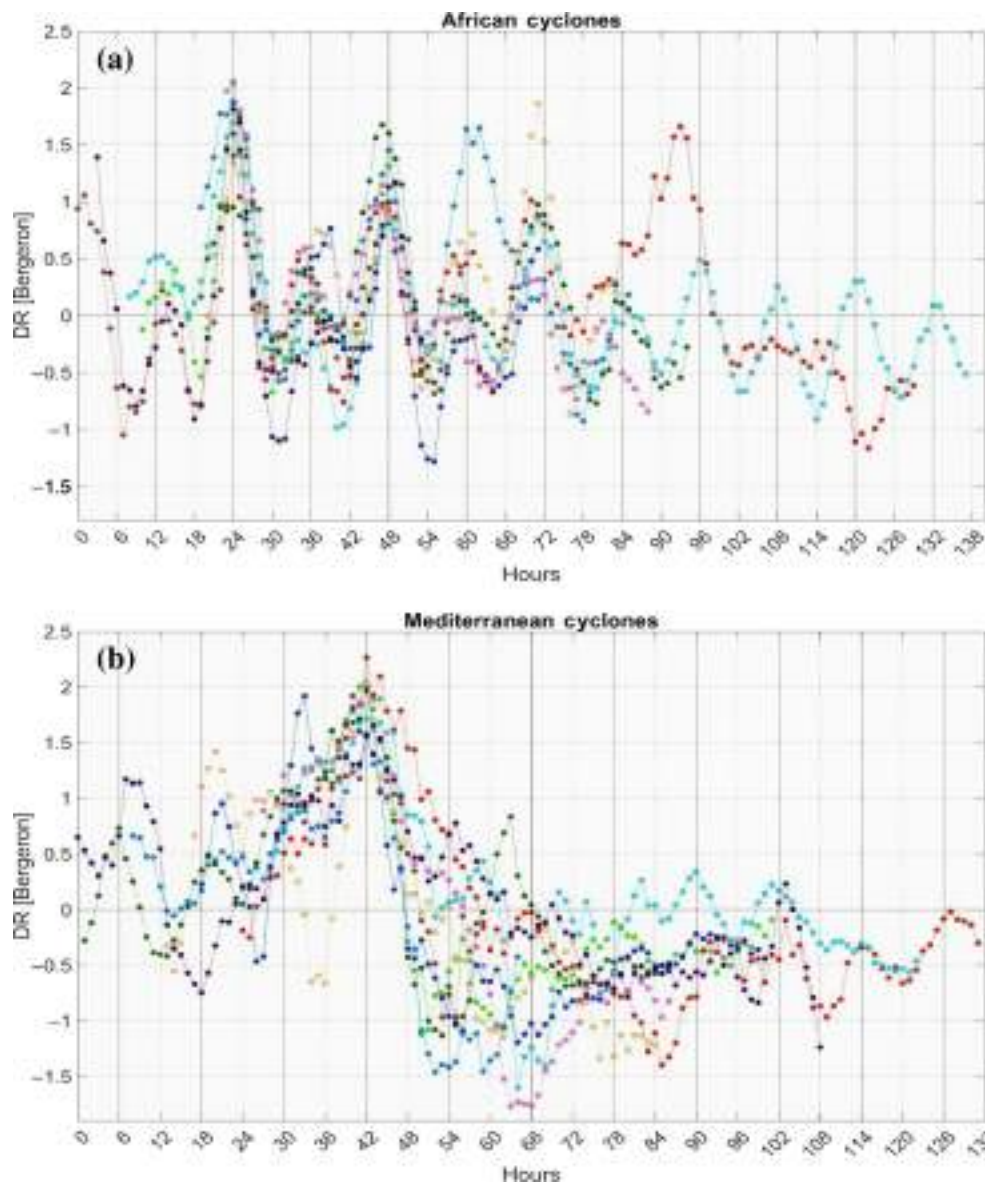 African cyclones
(a)
2.5
2
1.5
1
0.5
0
−0.5
−1
−1.5
DR [Bergeron]
0 6 12 18 24 30 36 42 48 54 60 66 72 78 84 90 96 102 108 114 120 126 132 138
Hours
Mediterranean cyclones
(b)
2.5
2
1.5
1
0.5
0
−0.5
−1
−1.5
DR [Bergeron]
0 6 12 18 24 30 36 42 48 54 60 66 72 78 84 90 96 102 108 114 120 126 13
Hours